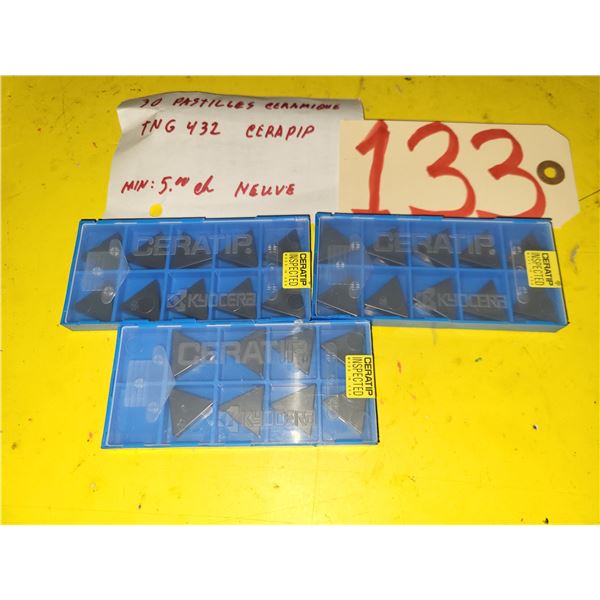 30 PASTILLES CERAMIQUE
TNG 432 CERAPIP
MIN: 5.00 ch NEUVE
133
CERATIP
KYOCERA
CERATIP
INSPECTED
CERATIP
KYOCERA
CERATIP
INSPECTED
CERATIP
KYOCERA
CERATIP
INSPECTED